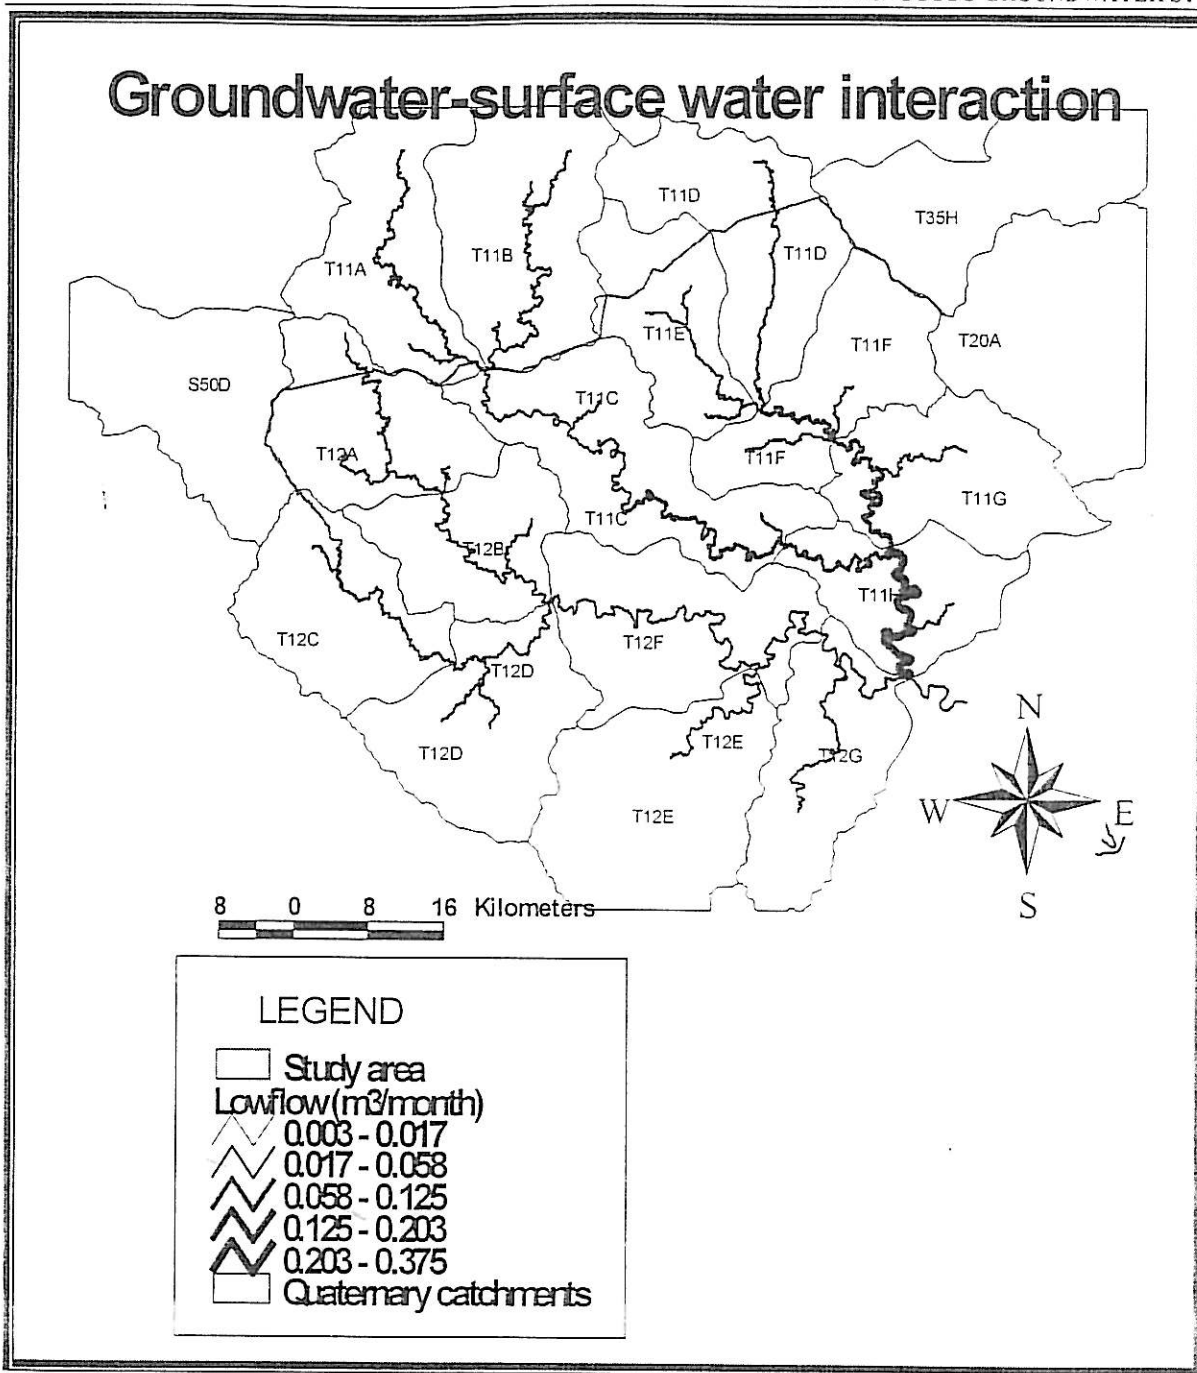 Groundwater-surface water interaction
T11D
T35H
T11B
T11D
T11A
T11E
T11F
T20A
S50D
T11C
T12A
T11F
T11G
T11C
T12B
T11H
T12C
T12F
T12D
T12D
T12E
T12G
T12E
N
W
E
S
8 0 8 16 Kilometers
LEGEND
Study area
Lowflow (m3/month)
0.003 - 0.017
0.017 - 0.058
0.058 - 0.125
0.125 - 0.203
0.203 - 0.375
Quaternary catchments